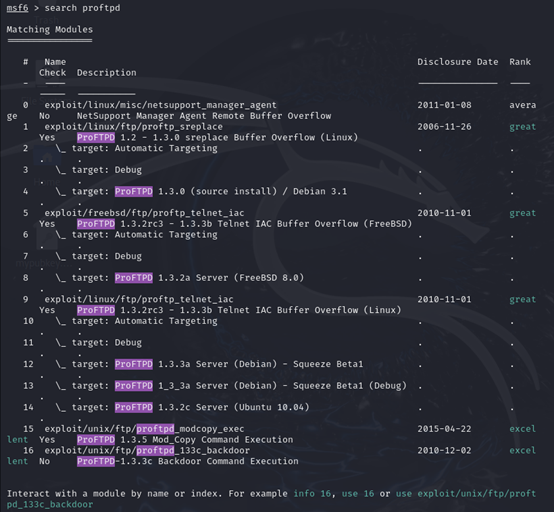 msf6 > search proftpd
Matching Modules
================
# Name Disclosure Date Rank
Check Description
- ---- --------------- ----
----- -----------
0 exploit/linux/misc/netsupport_manager_agent 2011-01-08 avera
ge No NetSupport Manager Agent Remote Buffer Overflow
1 exploit/linux/ftp/proftp_sreplace 2006-11-26 great
Yes ProFTPD 1.2 - 1.3.0 sreplace Buffer Overflow (Linux)
2 \_ target: Automatic Targeting . .
. .
3 \_ target: Debug . .
. .
4 \_ target: ProFTPD 1.3.0 (source install) / Debian 3.1 . .
. .
5 exploit/freebsd/ftp/proftp_telnet_iac 2010-11-01 great
Yes ProFTPD 1.3.2rc3 - 1.3.3b Telnet IAC Buffer Overflow (FreeBSD)
6 \_ target: Automatic Targeting . .
. .
7 \_ target: Debug . .
. .
8 \_ target: ProFTPD 1.3.2a Server (FreeBSD 8.0) . .
. .
9 exploit/linux/ftp/proftp_telnet_iac 2010-11-01 great
Yes ProFTPD 1.3.2rc3 - 1.3.3b Telnet IAC Buffer Overflow (Linux)
10 \_ target: Automatic Targeting . .
. .
11 \_ target: Debug . .
. .
12 \_ target: ProFTPD 1.3.3a Server (Debian) - Squeeze Beta1 . .
. .
13 \_ target: ProFTPD 1_3_3a Server (Debian) - Squeeze Beta1 (Debug) . .
. .
14 \_ target: ProFTPD 1.3.2c Server (Ubuntu 10.04) . .
. .
15 exploit/unix/ftp/proftpd_modcopy_exec 2015-04-22 excel
lent Yes ProFTPD 1.3.5 Mod_Copy Command Execution
16 exploit/unix/ftp/proftpd_133c_backdoor 2010-12-02 excel
lent No ProFTPD-1.3.3c Backdoor Command Execution
Interact with a module by name or index. For example info 16, use 16 or use exploit/unix/ftp/proft
pd_133c_backdoor